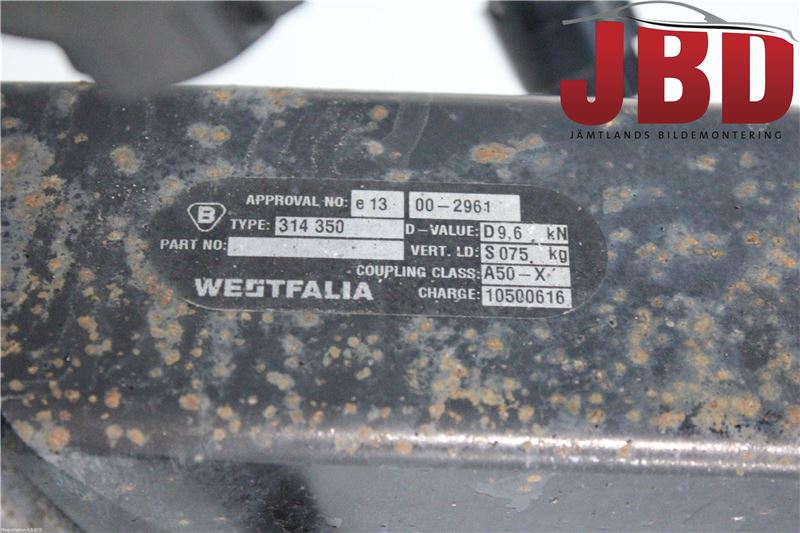 JBD
JÄMTLANDS BILDEMONTERING
APPROVAL NO: e 13 00-2961
B
TYPE: 314 350 D-VALUE: D 9,6 kN
PART NO: VERT. LD: S 075 kg
COUPLING CLASS: A50-X
WESTFALIA CHARGE: 10500616